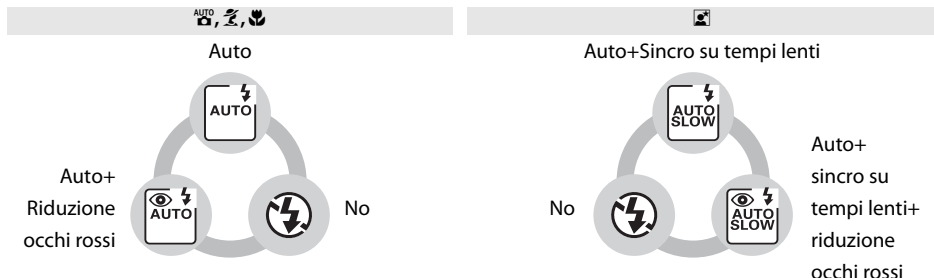 AUTO , ,
Auto
AUTO
Auto+
Riduzione
occhi rossi
AUTO
No
Auto+Sincro su tempi lenti
AUTO
SLOW
No
AUTO
SLOW
Auto+
sincro su
tempi lenti+
riduzione
occhi rossi